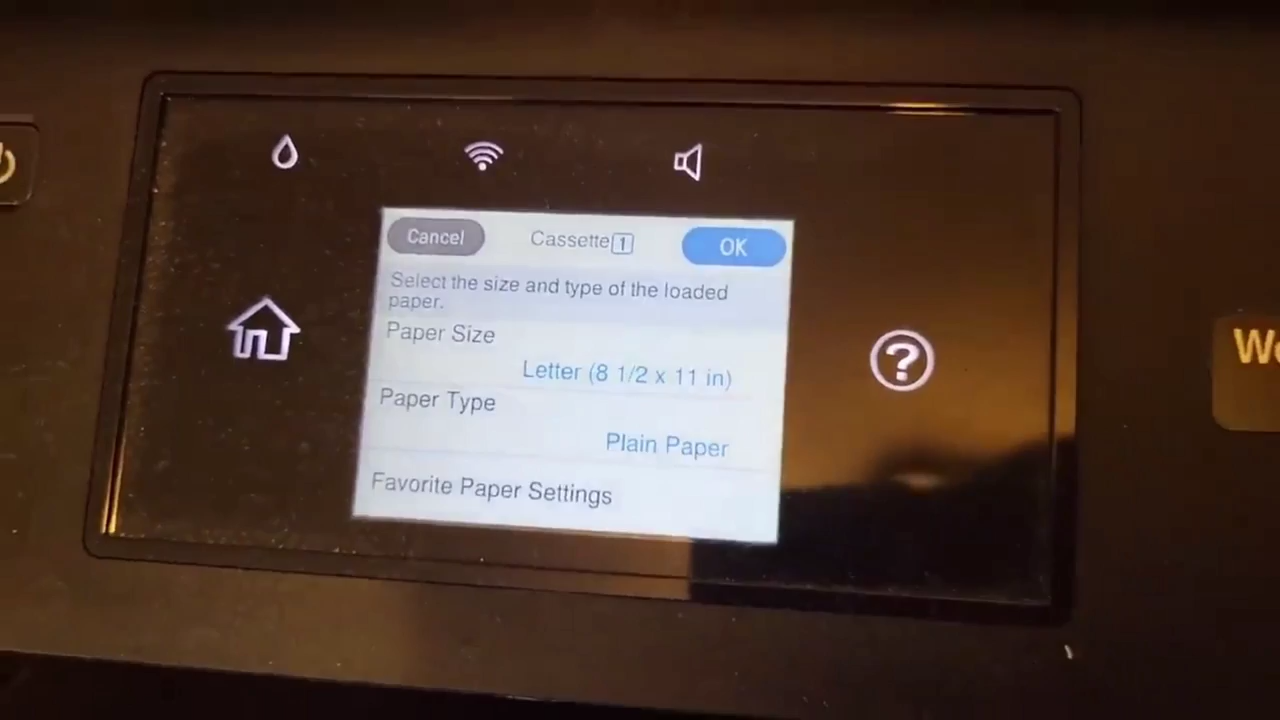 Cancel
Cassette 1
OK
Select the size and type of the loaded
paper.
Paper Size
Letter (8 1/2 x 11 in)
Paper Type
Plain Paper
Favorite Paper Settings
?